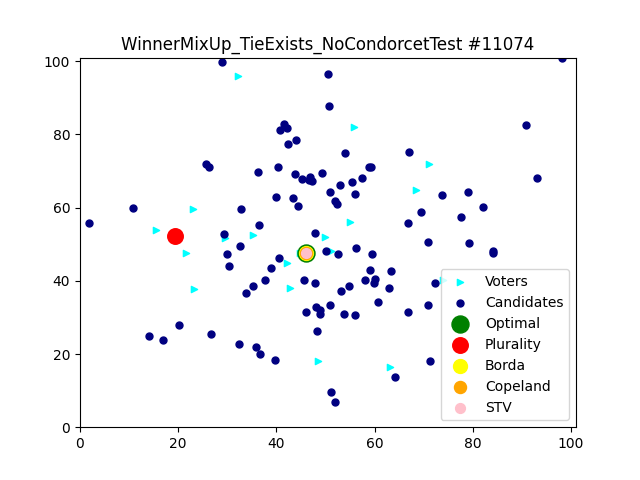 WinnerMixUp_TieExists_NoCondorcetTest #11074
100
80
60
40
20
0
0 20 40 60 80 100
Voters
Candidates
Optimal
Plurality
Borda
Copeland
STV